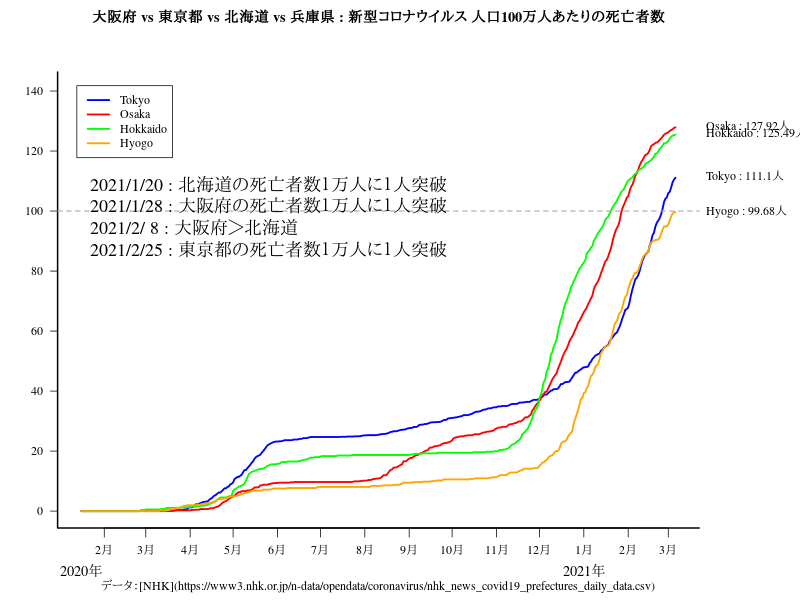 大阪府 vs 東京都 vs 北海道 vs 兵庫県 : 新型コロナウイルス 人口100万人あたりの死亡者数
140
120
100
80
60
40
20
0
Tokyo
Osaka
Hokkaido
Hyogo
2021/1/20 : 北海道の死亡者数1万人に1人突破
2021/1/28 : 大阪府の死亡者数1万人に1人突破
2021/2/ 8 : 大阪府＞北海道
2021/2/25 : 東京都の死亡者数1万人に1人突破
Osaka : 127.92人
Hokkaido : 125.49人
Tokyo : 111.1人
Hyogo : 99.68人
2月 3月 4月 5月 6月 7月 8月 9月 10月 11月 12月 1月 2月 3月
2020年 2021年
データ：[NHK](https://www3.nhk.or.jp/n-data/opendata/coronavirus/nhk_news_covid19_prefectures_daily_data.csv)